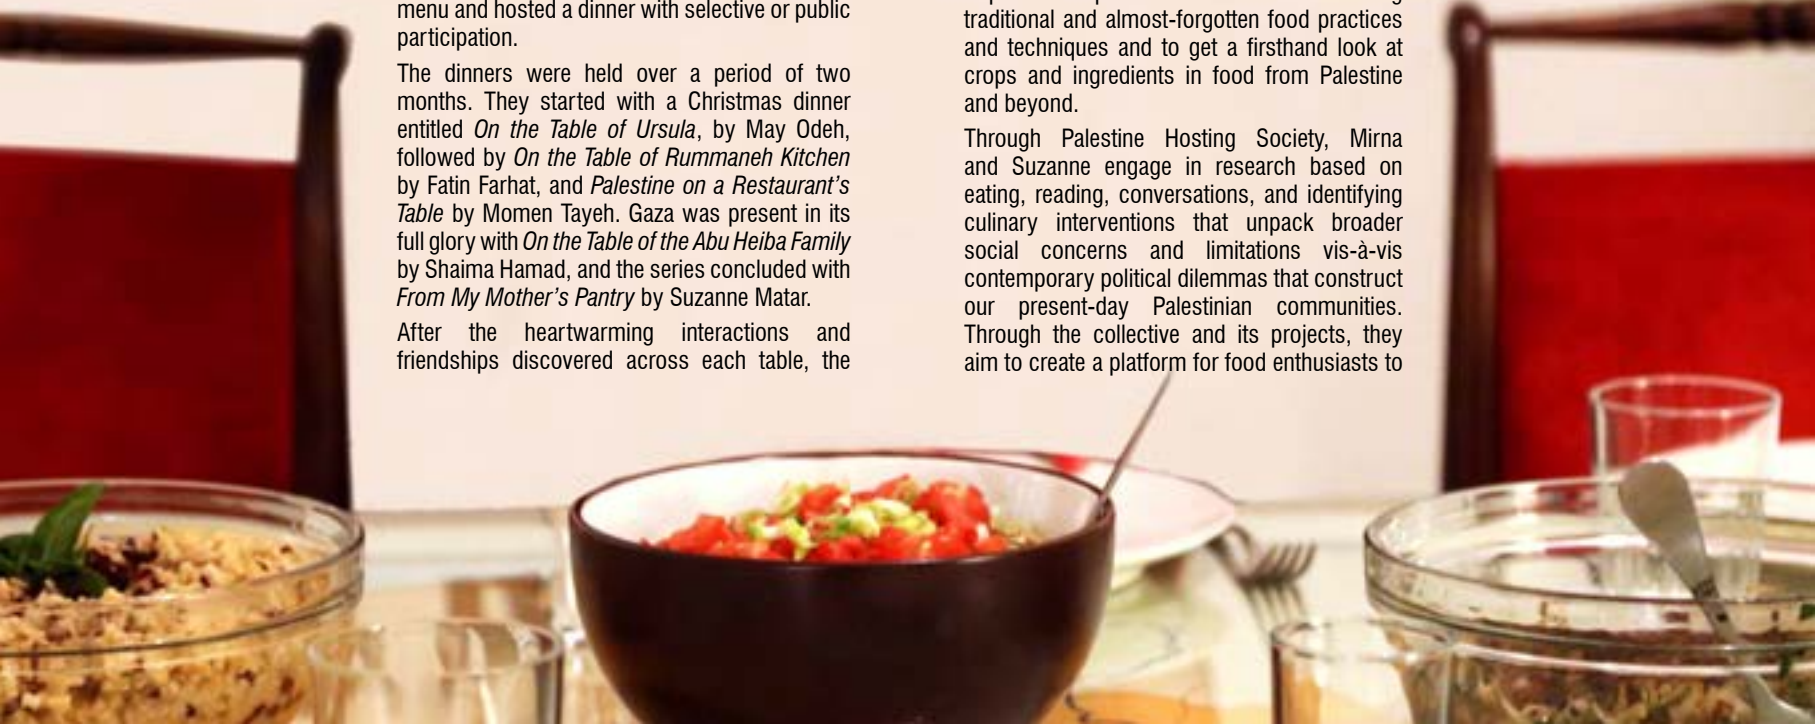 menu and hosted a dinner with selective or public
participation.
The dinners were held over a period of two
months. They started with a Christmas dinner
entitled On the Table of Ursula, by May Odeh,
followed by On the Table of Rummaneh Kitchen
by Fatin Farhat, and Palestine on a Restaurant’s
Table by Momen Tayeh. Gaza was present in its
full glory with On the Table of the Abu Heiba Family
by Shaima Hamad, and the series concluded with
From My Mother’s Pantry by Suzanne Matar.
After the heartwarming interactions and
friendships discovered across each table, the
traditional and almost-forgotten food practices
and techniques and to get a firsthand look at
crops and ingredients in food from Palestine
and beyond.
Through Palestine Hosting Society, Mirna
and Suzanne engage in research based on
eating, reading, conversations, and identifying
culinary interventions that unpack broader
social concerns and limitations vis-à-vis
contemporary political dilemmas that construct
our present-day Palestinian communities.
Through the collective and its projects, they
aim to create a platform for food enthusiasts to